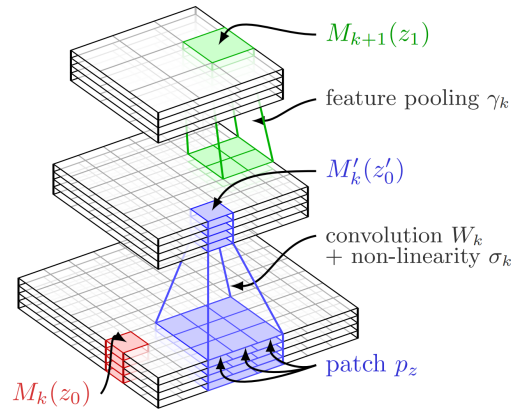 M_{k+1}(z_1)
feature pooling γ_k
M'_k(z'_0)
convolution W_k
+ non-linearity σ_k
patch p_z
M_k(z_0)